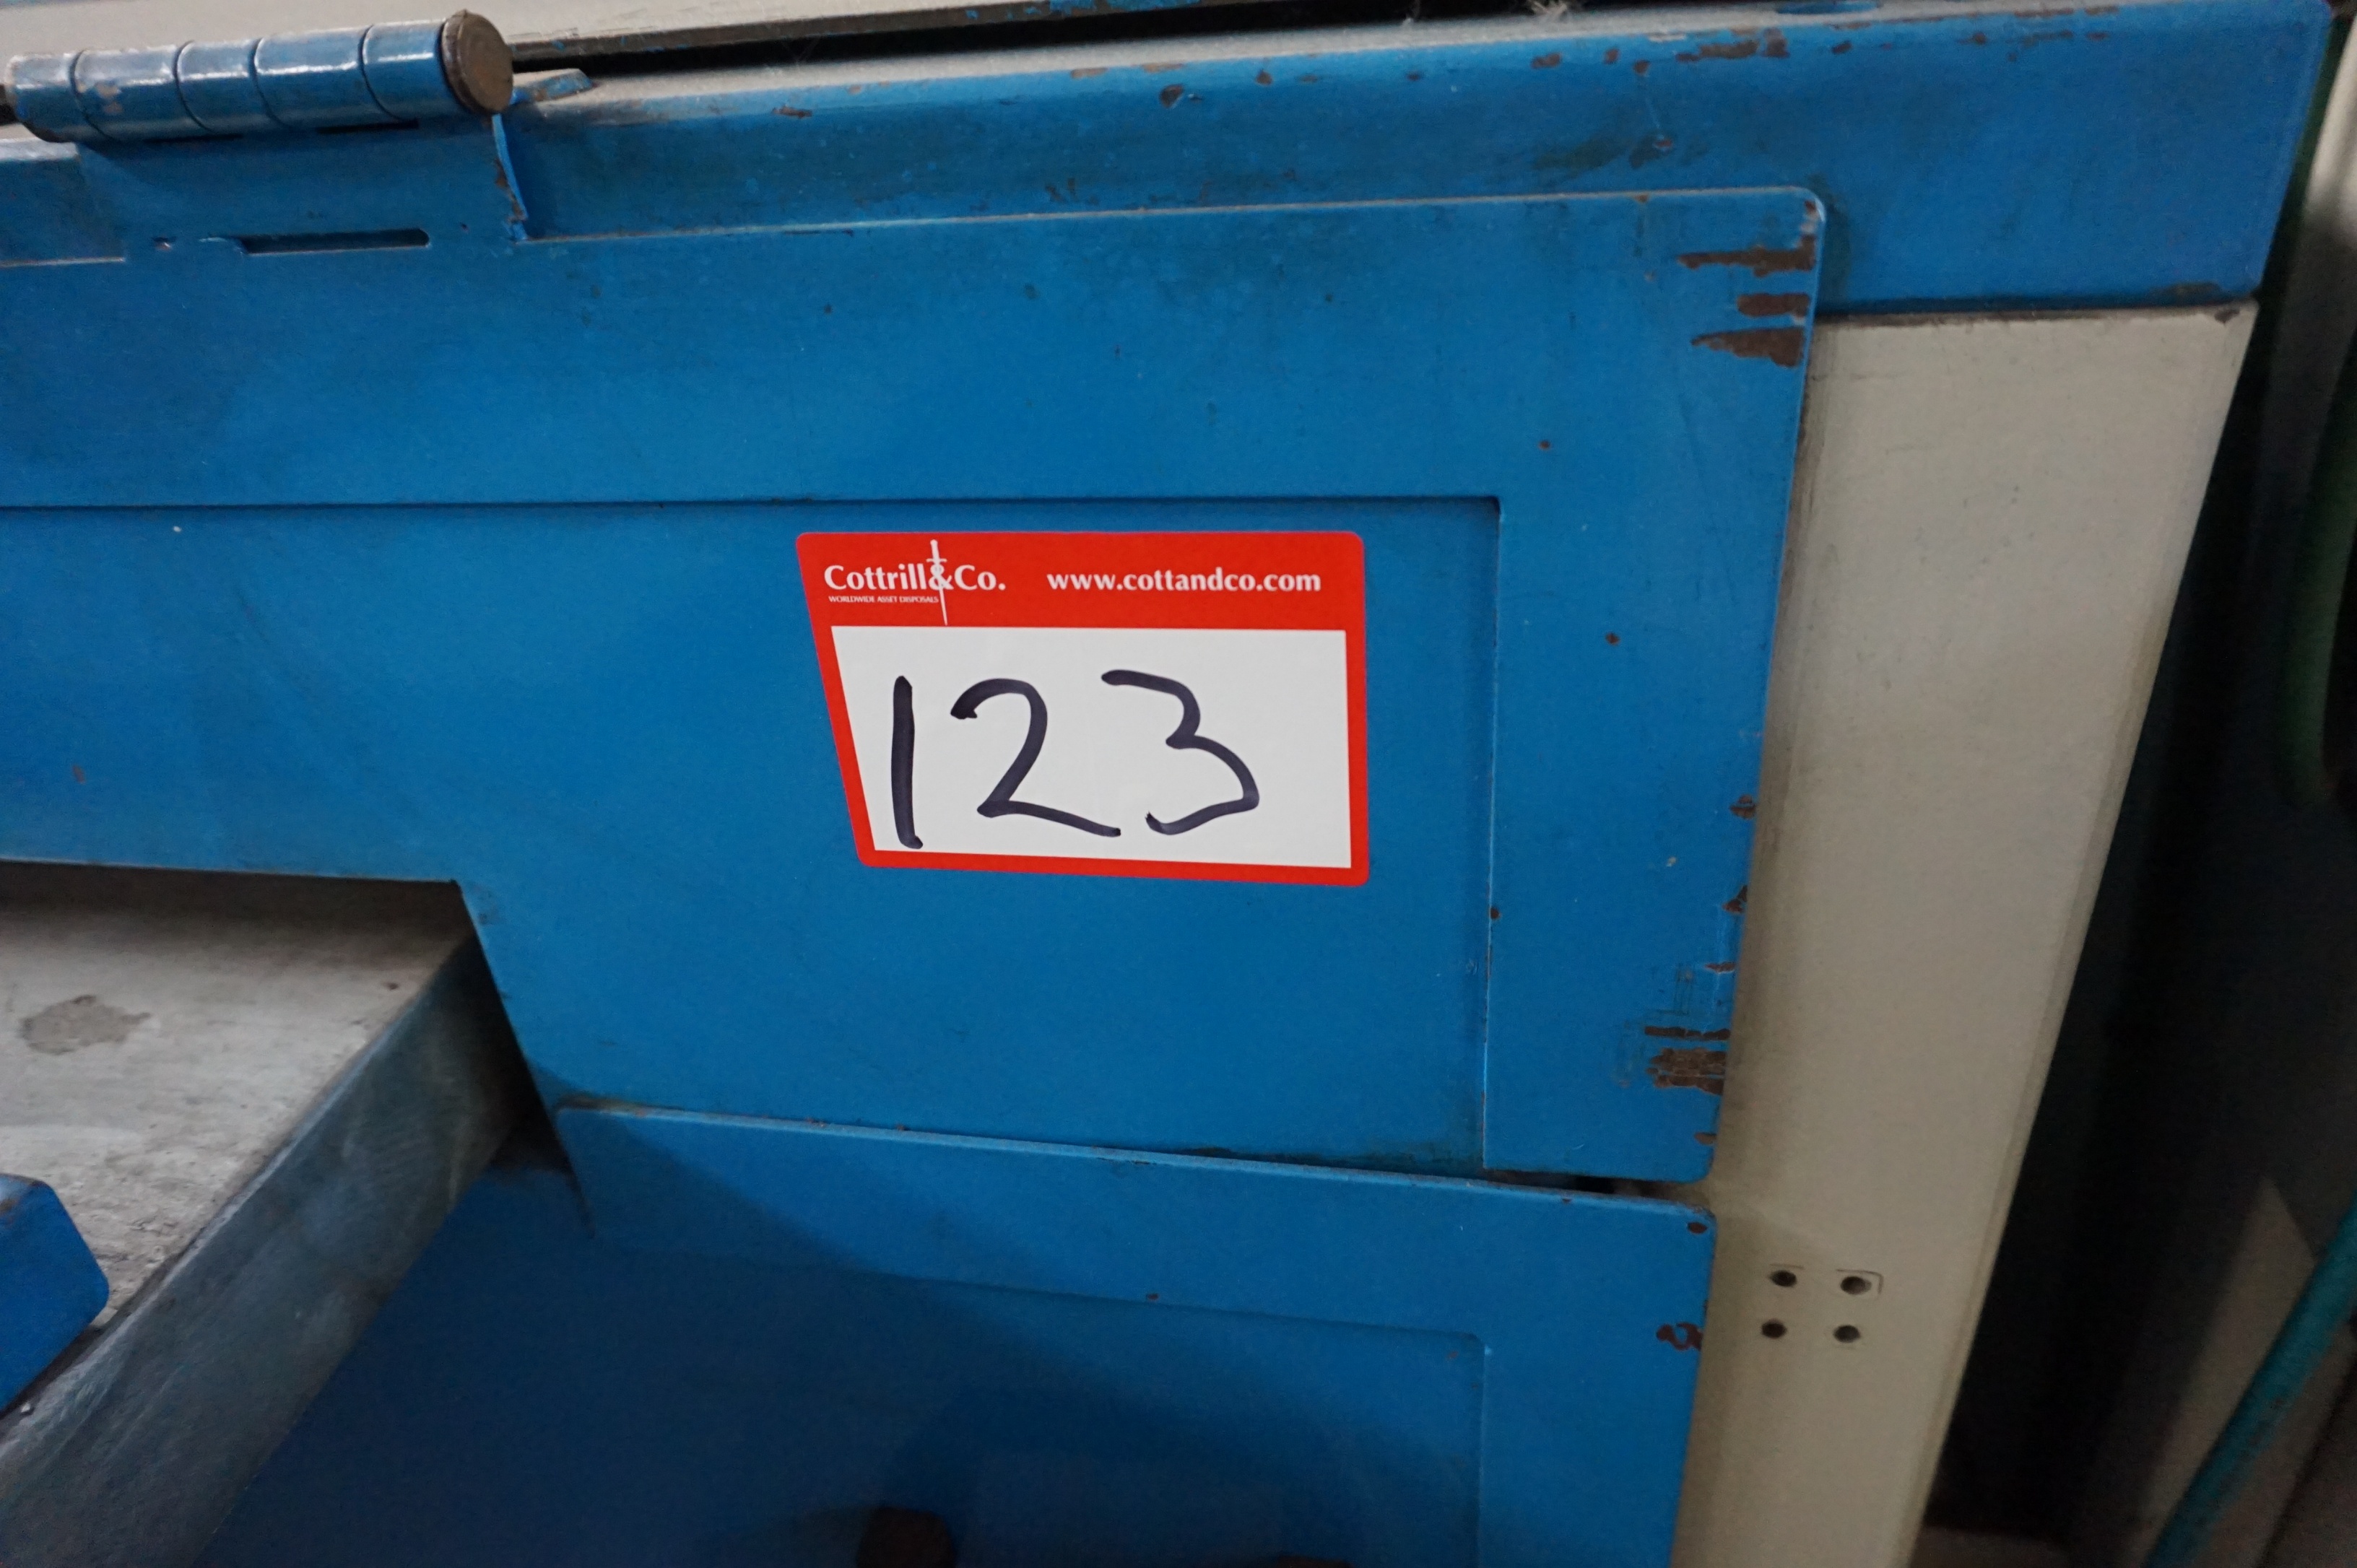 Cottrill&Co. www.cottandco.com
WORLDWIDE ASSET DISPOSALS
123